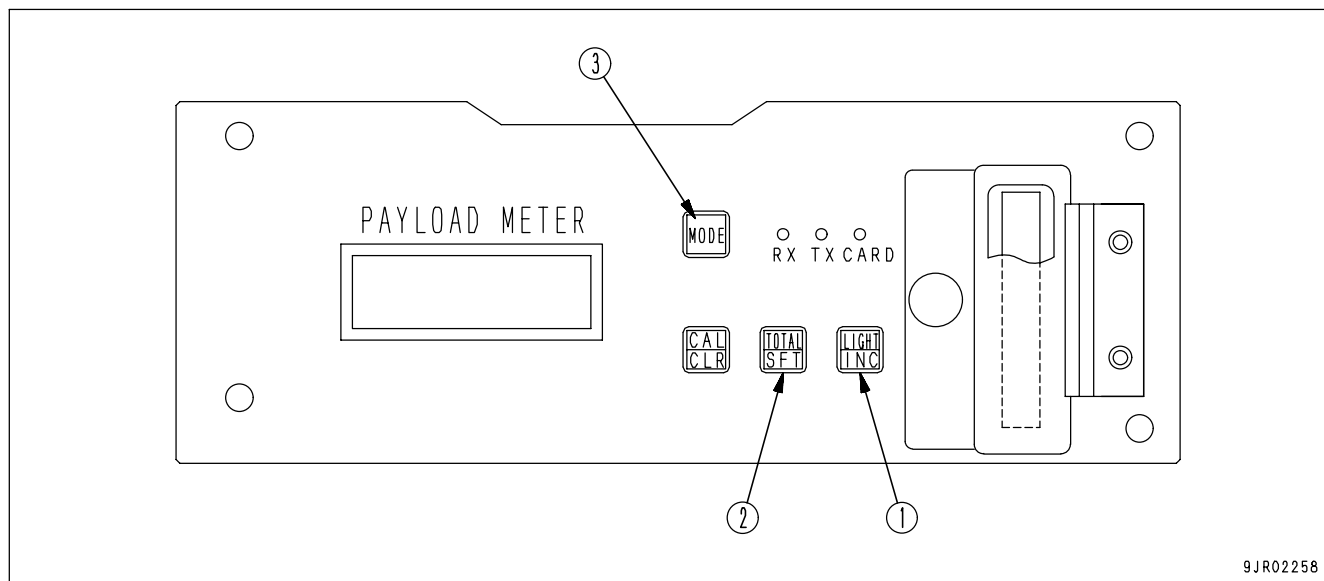 3
PAYLOAD METER
MODE
RX TX CARD
CAL
CLR
TOTAL
SFT
LIGHT
INC
2
1
9JR02258